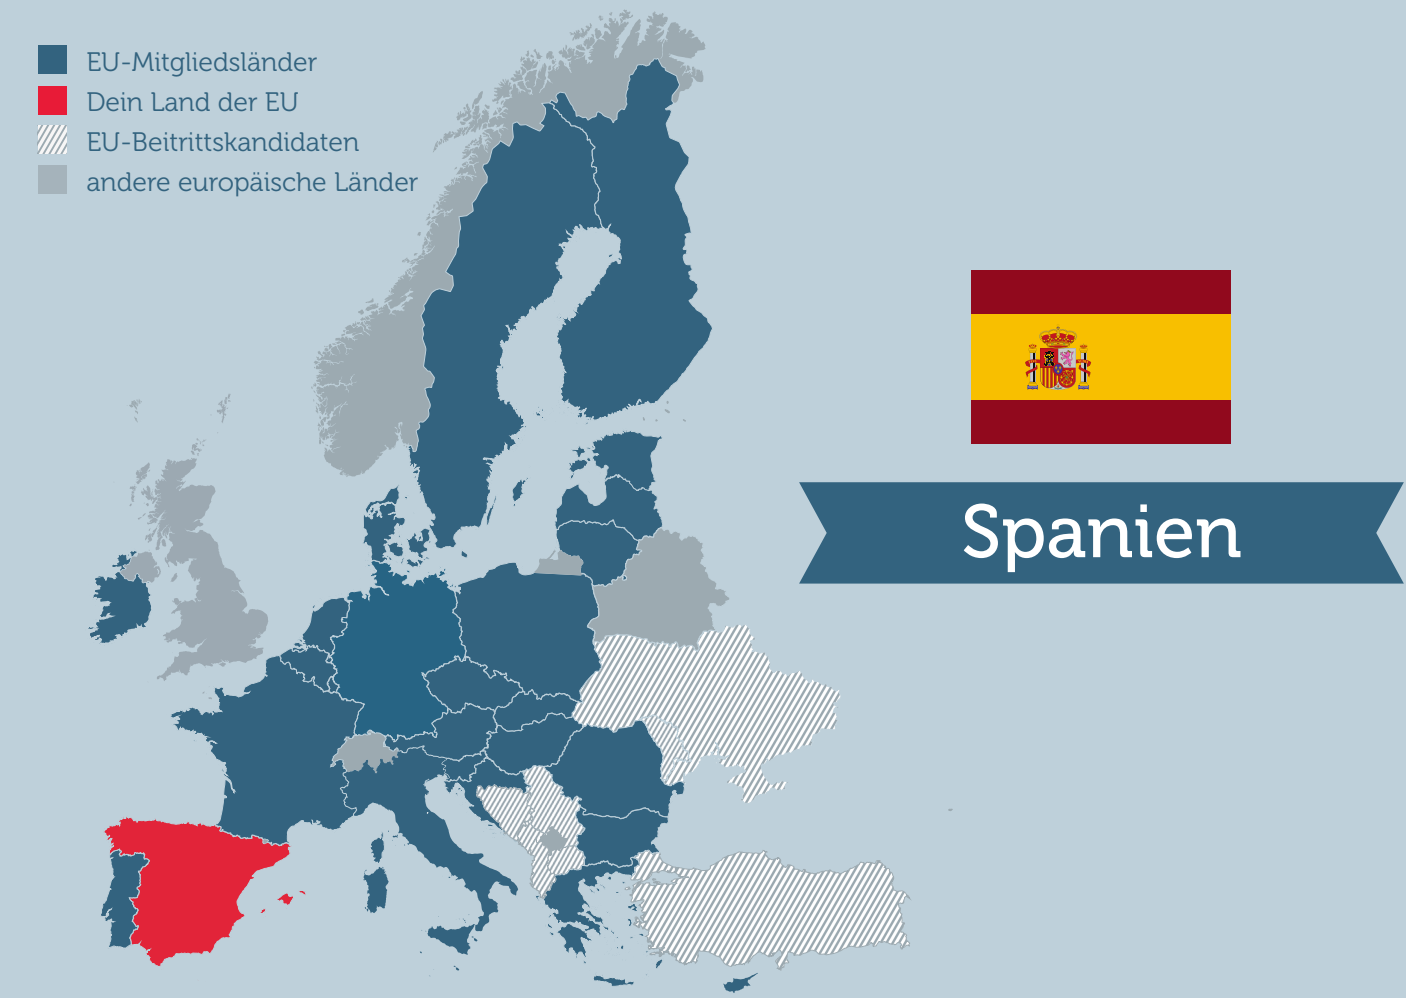 EU-Mitgliedsländer
Dein Land der EU
EU-Beitrittskandidaten
andere europäische Länder
Spanien